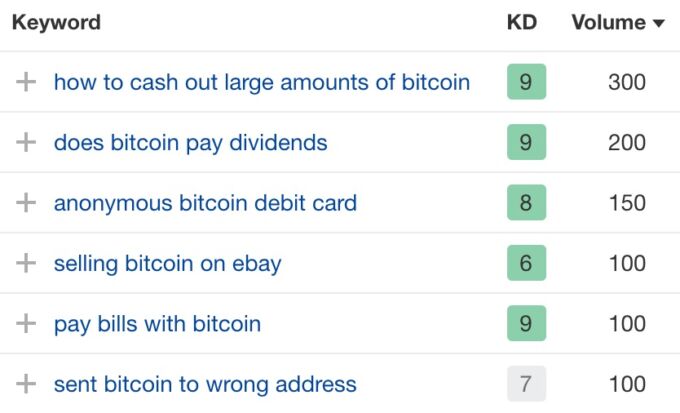 Keyword KD Volume
how to cash out large amounts of bitcoin 9 300
does bitcoin pay dividends 9 200
anonymous bitcoin debit card 8 150
selling bitcoin on ebay 6 100
pay bills with bitcoin 9 100
sent bitcoin to wrong address 7 100